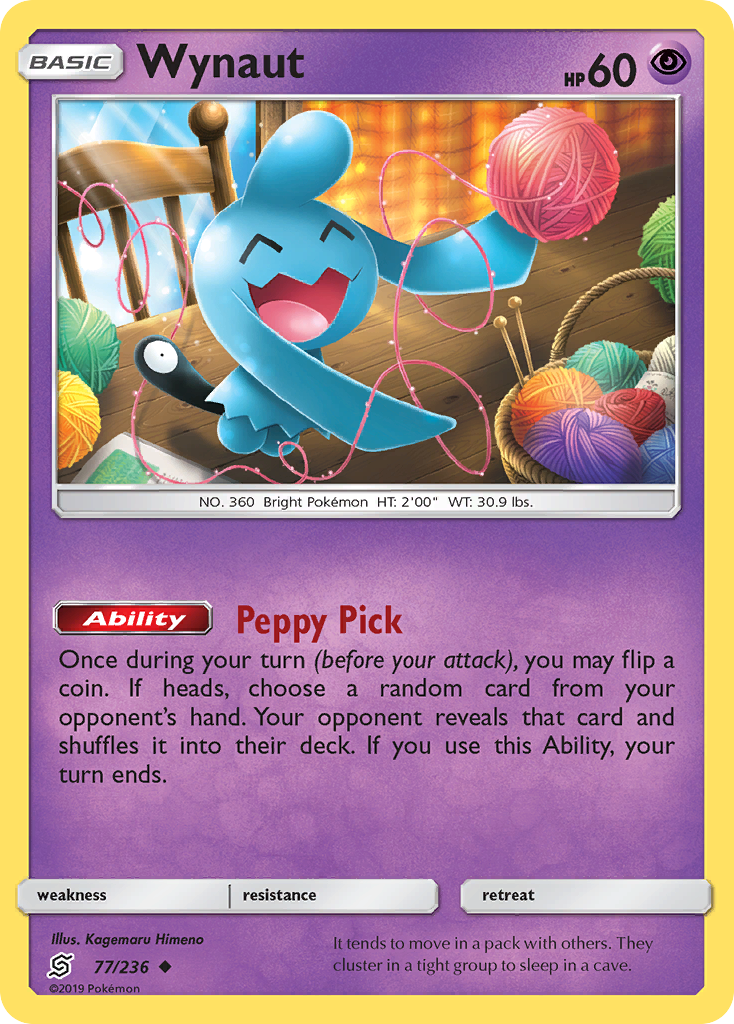 BASIC Wynaut HP60
NO. 360 Bright Pokémon HT: 2'00" WT: 30.9 lbs.
Ability Peppy Pick
Once during your turn (before your attack), you may flip a
coin. If heads, choose a random card from your
opponent's hand. Your opponent reveals that card and
shuffles it into their deck. If you use this Ability, your
turn ends.
weakness resistance retreat
Illus. Kagemaru Himeno
77/236
©2019 Pokémon
It tends to move in a pack with others. They
cluster in a tight group to sleep in a cave.